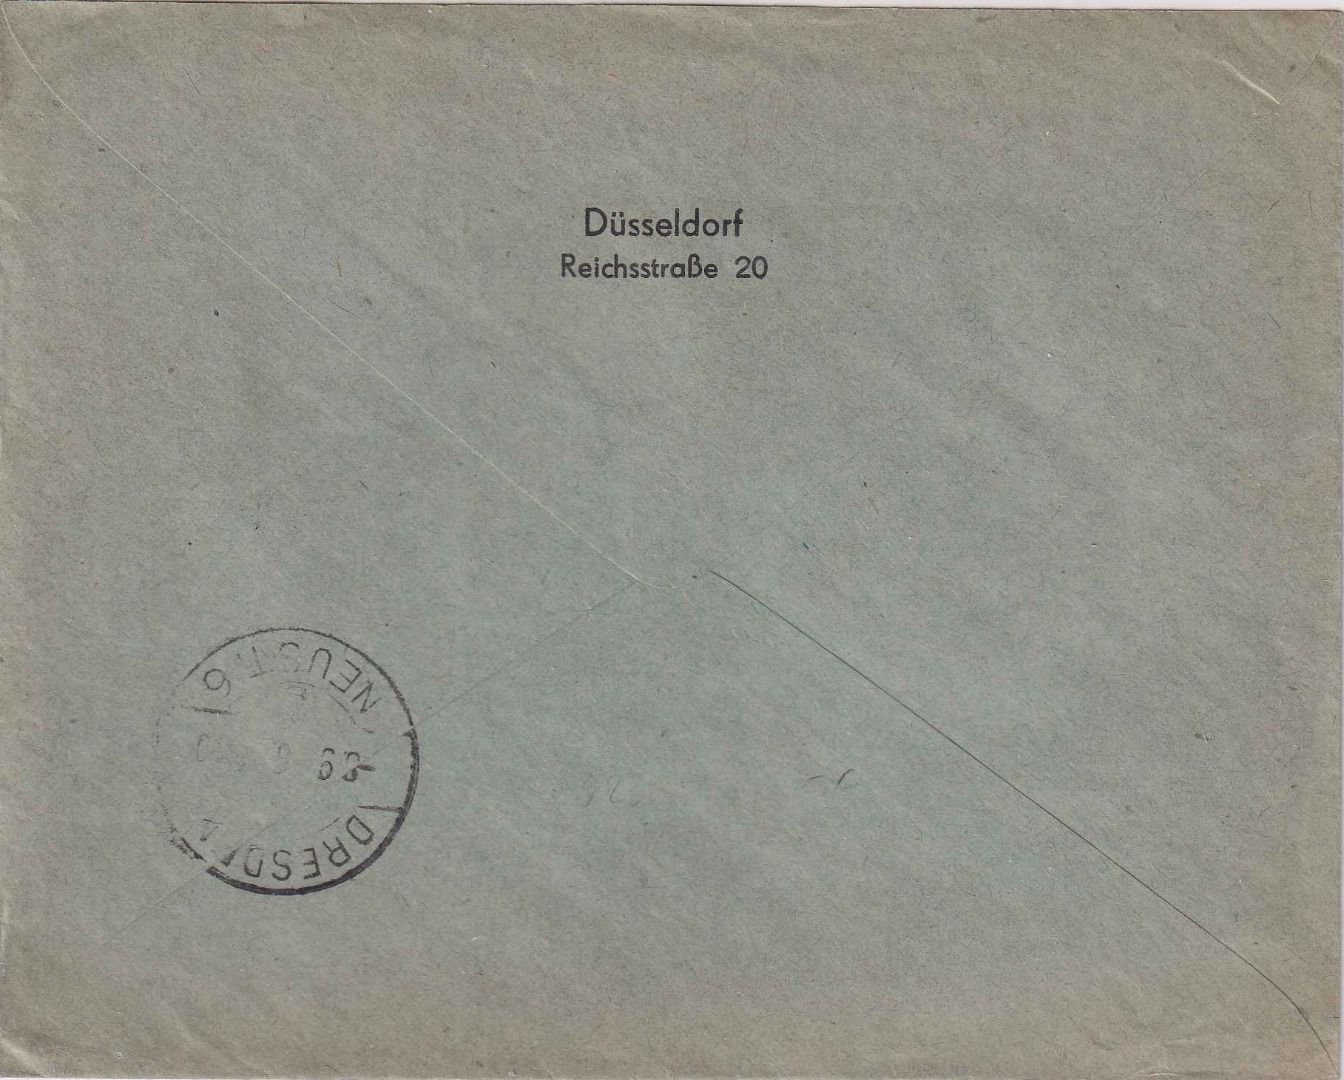 Düsseldorf
Reichsstraße 20
DRESDEN
NEUST. 6